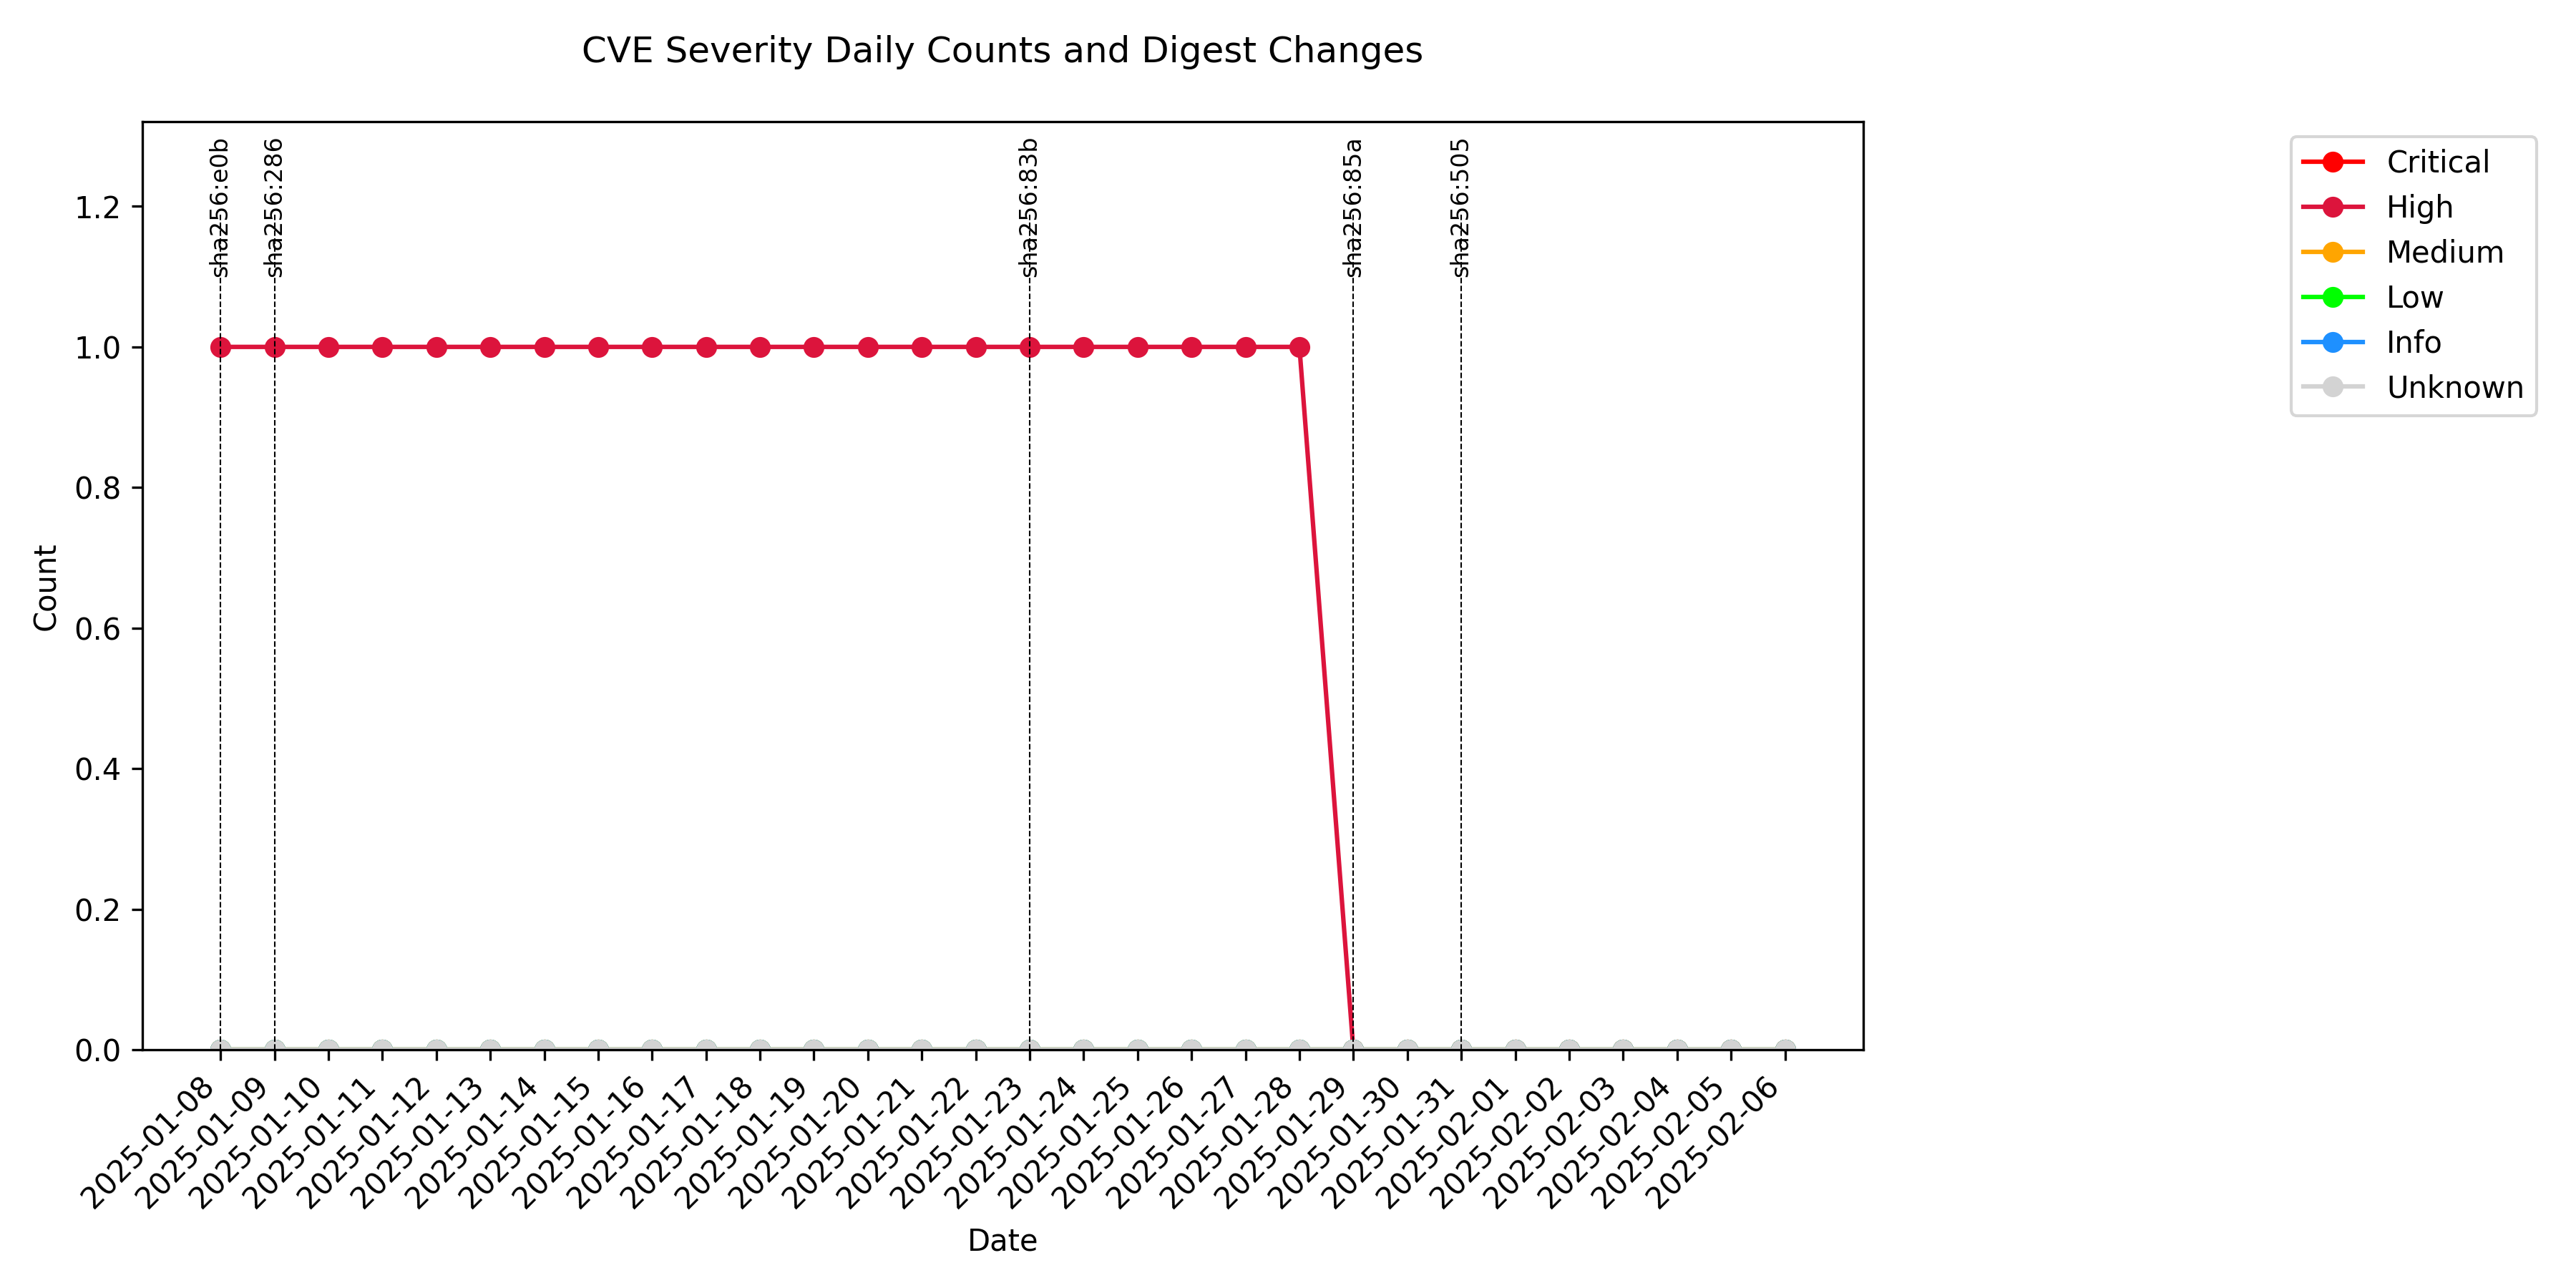 CVE Severity Daily Counts and Digest Changes
sha256:e0b
sha256:286
sha256:83b
sha256:85a
sha256:505
Critical
High
Medium
Low
Info
Unknown
Count
1.2
1.0
0.8
0.6
0.4
0.2
0.0
2025-01-08
2025-01-09
2025-01-10
2025-01-11
2025-01-12
2025-01-13
2025-01-14
2025-01-15
2025-01-16
2025-01-17
2025-01-18
2025-01-19
2025-01-20
2025-01-21
2025-01-22
2025-01-23
2025-01-24
2025-01-25
2025-01-26
2025-01-27
2025-01-28
2025-01-29
2025-01-30
2025-01-31
2025-02-01
2025-02-02
2025-02-03
2025-02-04
2025-02-05
2025-02-06
Date